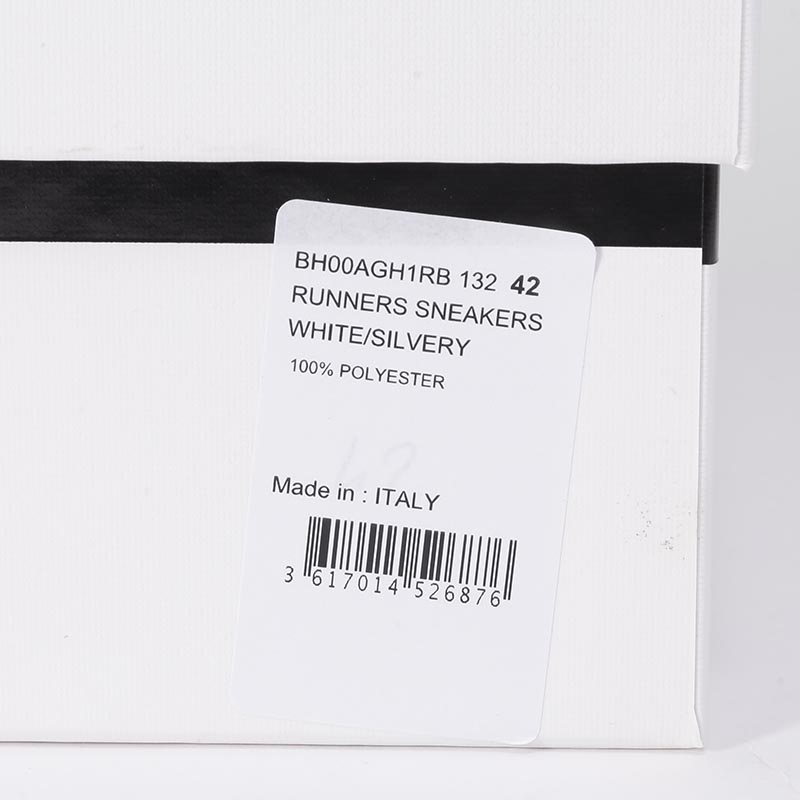 BH00AGH1RB 132 42
RUNNERS SNEAKERS
WHITE/SILVERY
100% POLYESTER
42
Made in : ITALY
3 617014 526876